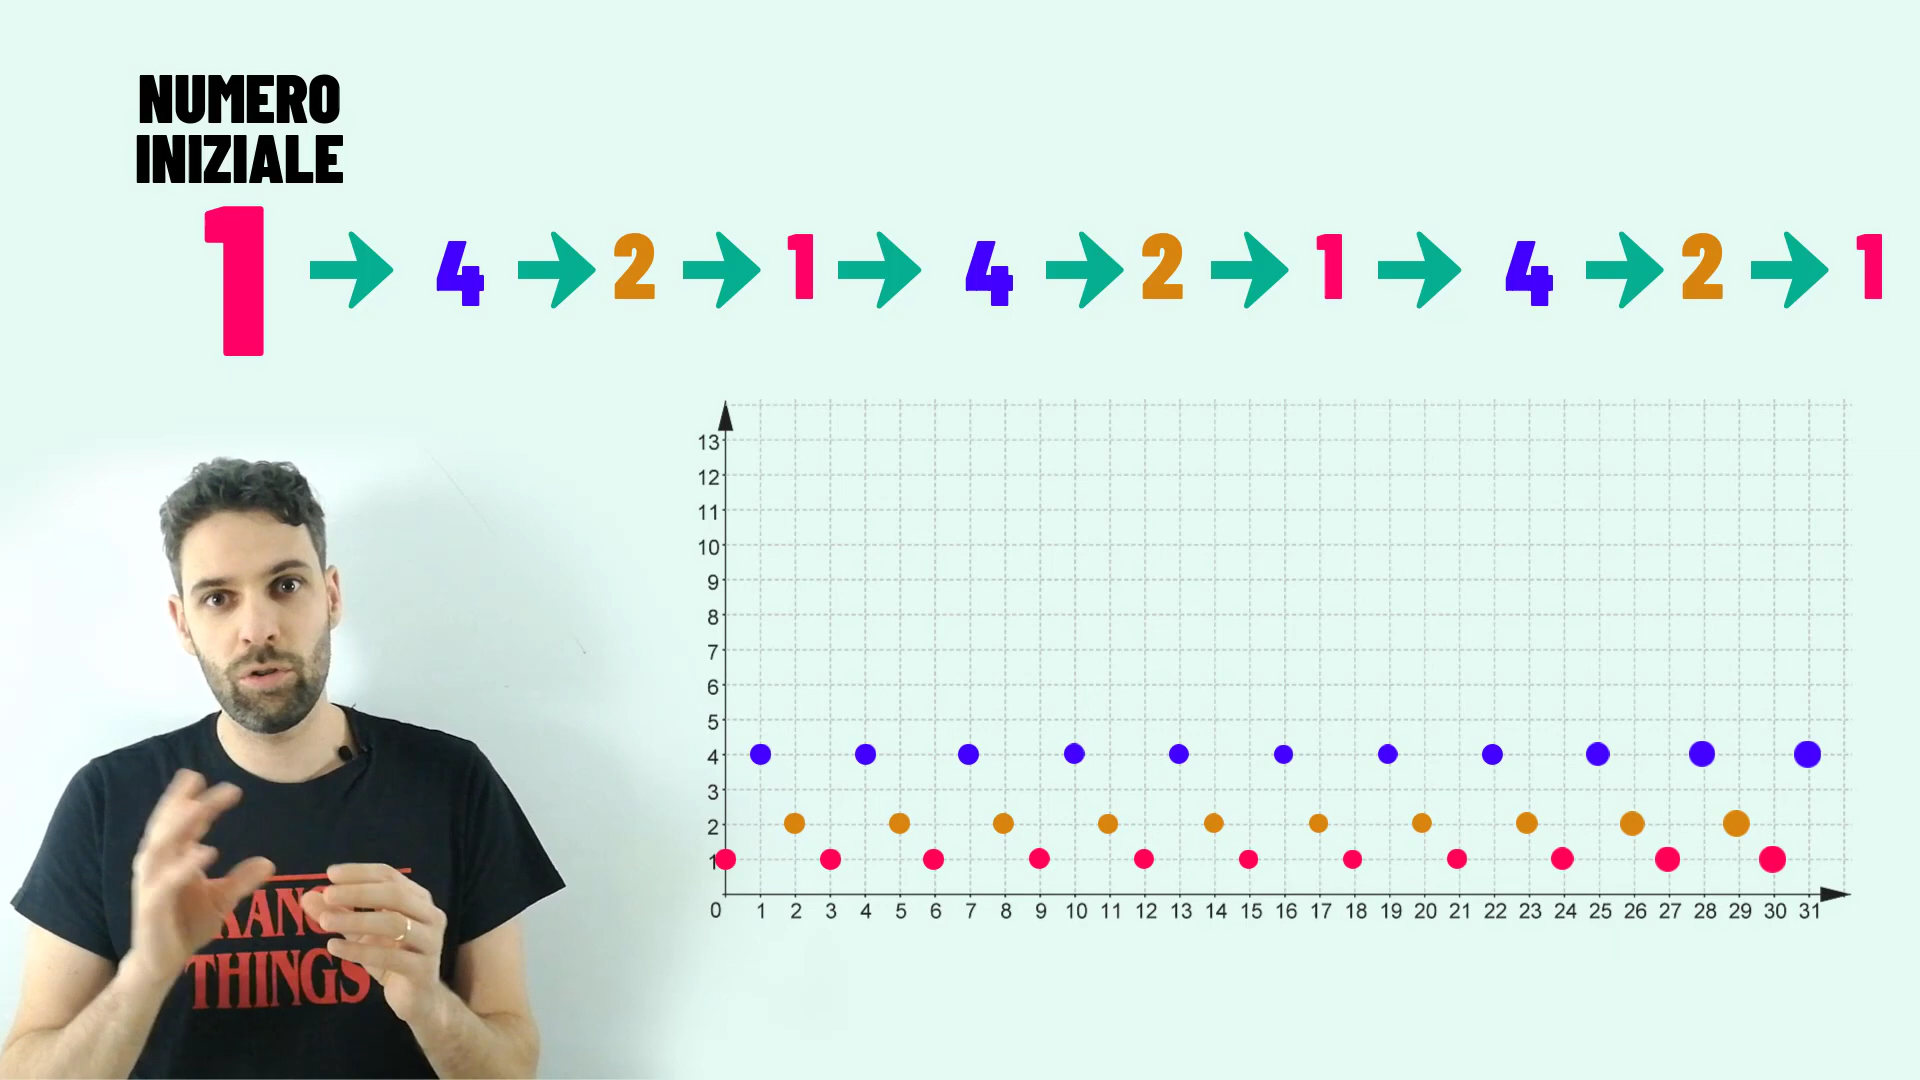 NUMERO
INIZIALE
1 → 4 → 2 → 1 → 4 → 2 → 1 → 4 → 2 → 1
13
12
11
10
9
8
7
6
5
4
3
2
1
0 1 2 3 4 5 6 7 8 9 10 11 12 13 14 15 16 17 18 19 20 21 22 23 24 25 26 27 28 29 30 31
THINGS